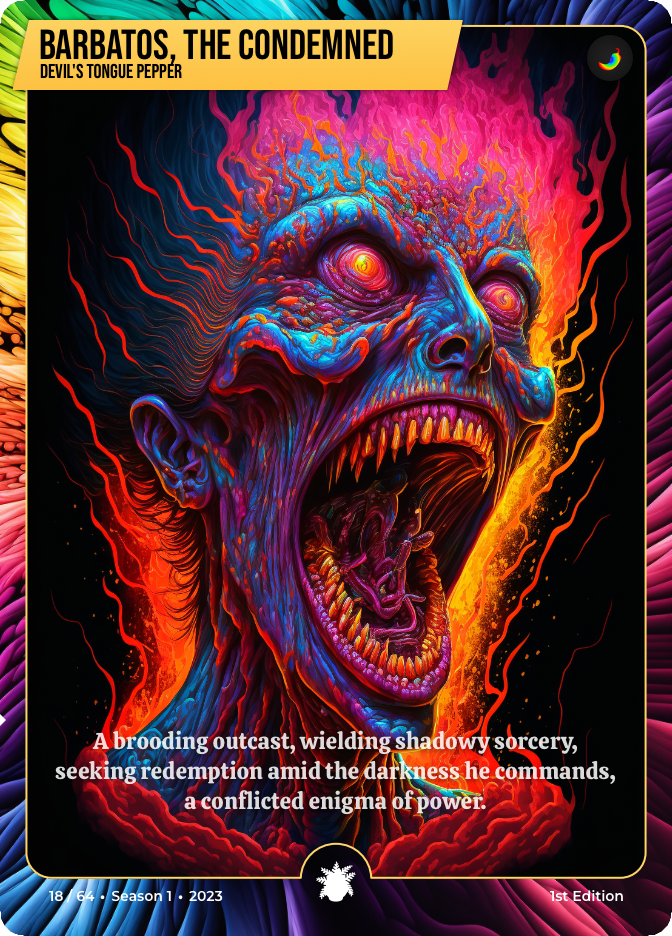 BARBATOS, THE CONDEMNED
DEVIL'S TONGUE PEPPER
A brooding outcast, wielding shadowy sorcery,
seeking redemption amid the darkness he commands,
a conflicted enigma of power.
18 / 64 • Season 1 • 2023
1st Edition